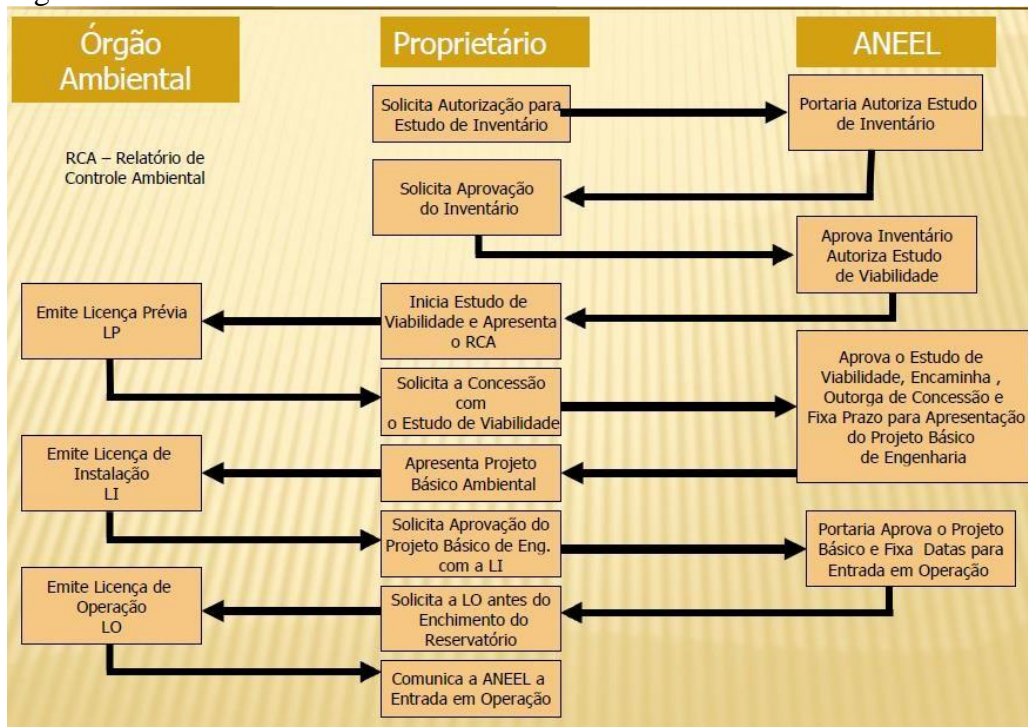 Órgão
Ambiental
Proprietário
ANEEL
RCA – Relatório de
Controle Ambiental
Solicita Autorização para
Estudo de Inventário
Portaria Autoriza Estudo
de Inventário
Solicita Aprovação
do Inventário
Aprova Inventário
Autoriza Estudo
de Viabilidade
Inicia Estudo de
Viabilidade e Apresenta
o RCA
Emite Licença Prévia
LP
Solicita a Concessão
com
o Estudo de Viabilidade
Aprova o Estudo de
Viabilidade, Encaminha ,
Outorga de Concessão e
Fixa Prazo para Apresentação
do Projeto Básico
de Engenharia
Apresenta Projeto
Básico Ambiental
Emite Licença de
Instalação
LI
Solicita Aprovação do
Projeto Básico de Eng.
com a LI
Portaria Aprova o Projeto
Básico e Fixa Datas para
Entrada em Operação
Solicita a LO antes do
Enchimento do
Reservatório
Emite Licença de
Operação
LO
Comunica a ANEEL a
Entrada em Operação